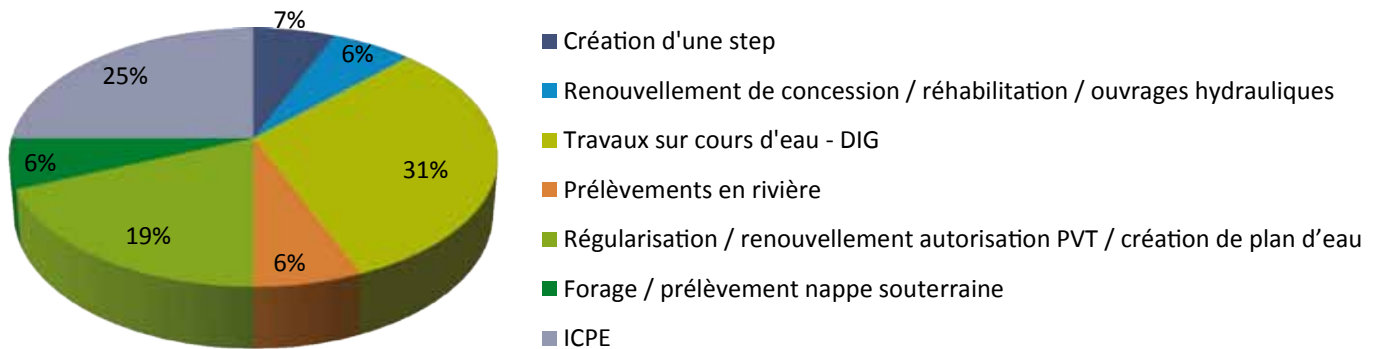 7%
6%
25%
31%
6%
19%
6%
Création d'une step
Renouvellement de concession / réhabilitation / ouvrages hydrauliques
Travaux sur cours d'eau - DIG
Prélèvements en rivière
Régularisation / renouvellement autorisation PVT / création de plan d’eau
Forage / prélèvement nappe souterraine
ICPE